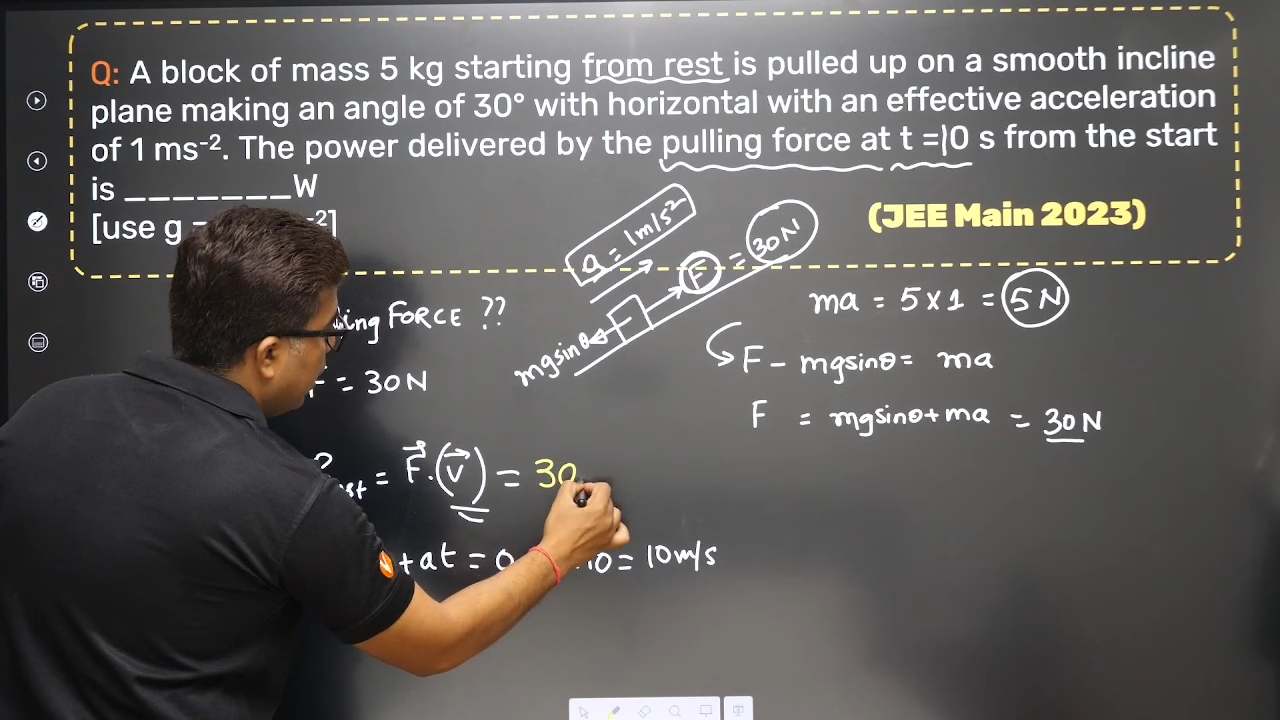 Q: A block of mass 5 kg starting from rest is pulled up on a smooth incline
plane making an angle of 30° with horizontal with an effective acceleration
of 1 ms⁻². The power delivered by the pulling force at t =10 s from the start
is _______W
[use g ⁻²]
(JEE Main 2023)
a = 1m/s²
F = 30N
mgsinθ
ma = 5 x 1 = 5 N
FORCE ??
F - mgsinθ = ma
= 30N
F = mgsinθ + ma = 30N
= F⃗.(v⃗) = 30
+ at = 0 10 = 10m/s